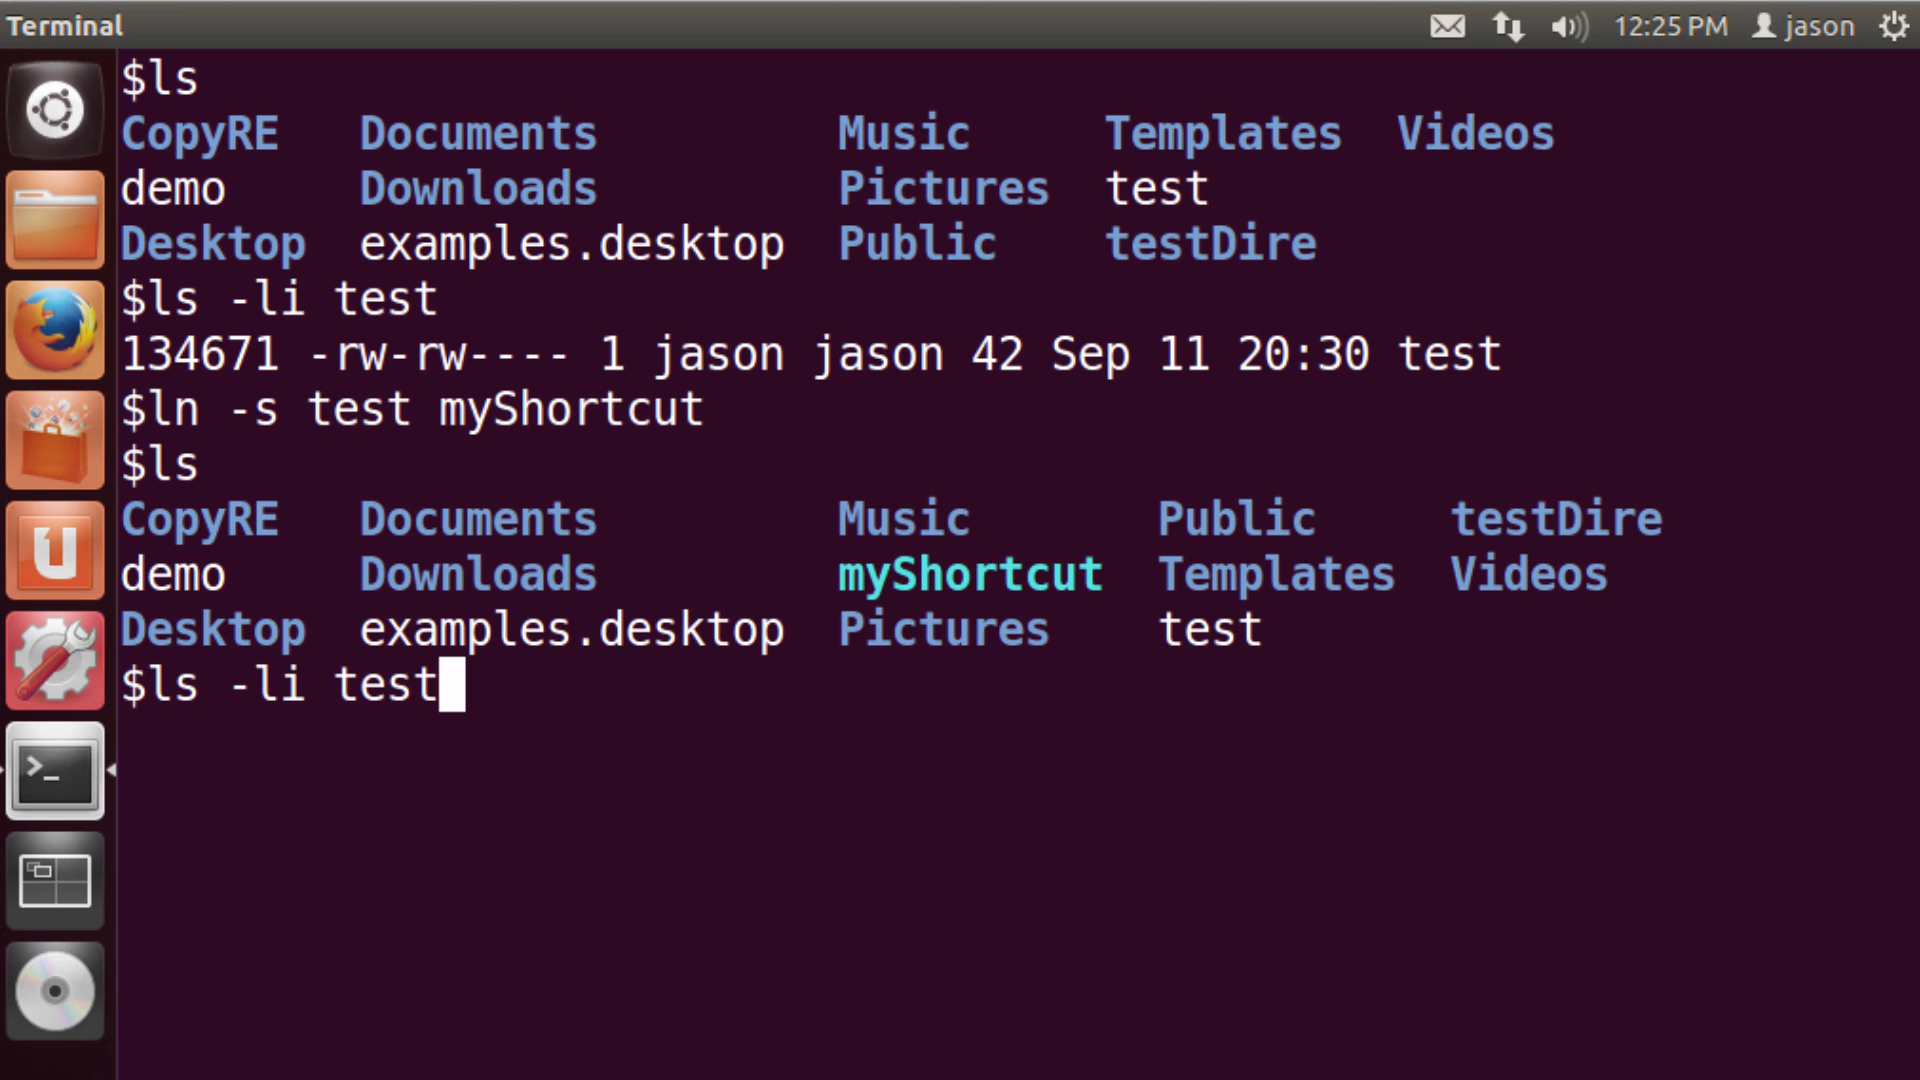 Terminal 12:25 PM jason
$ls
CopyRE Documents Music Templates Videos
demo Downloads Pictures test
Desktop examples.desktop Public testDire
$ls -li test
134671 -rw-rw---- 1 jason jason 42 Sep 11 20:30 test
$ln -s test myShortcut
$ls
CopyRE Documents Music Public testDire
demo Downloads myShortcut Templates Videos
Desktop examples.desktop Pictures test
$ls -li test